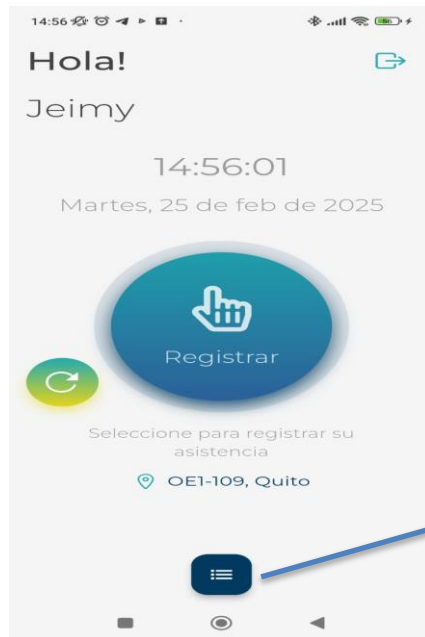 14:56
Hola!
Jeimy
14:56:01
Martes, 25 de feb de 2025
Registrar
Seleccione para registrar su
asistencia
OE1-109, Quito